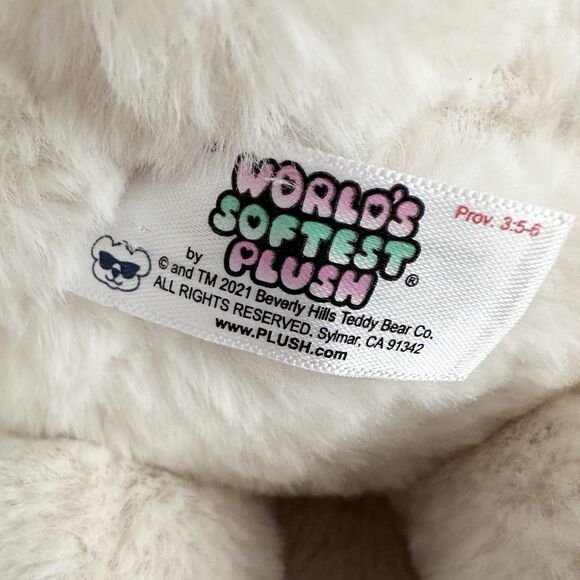 WORLD'S
SOFTEST
PLUSH®
Prov. 3:5-6
by
© and TM 2021 Beverly Hills Teddy Bear Co.
ALL RIGHTS RESERVED. Sylmar, CA 91342
www.PLUSH.com